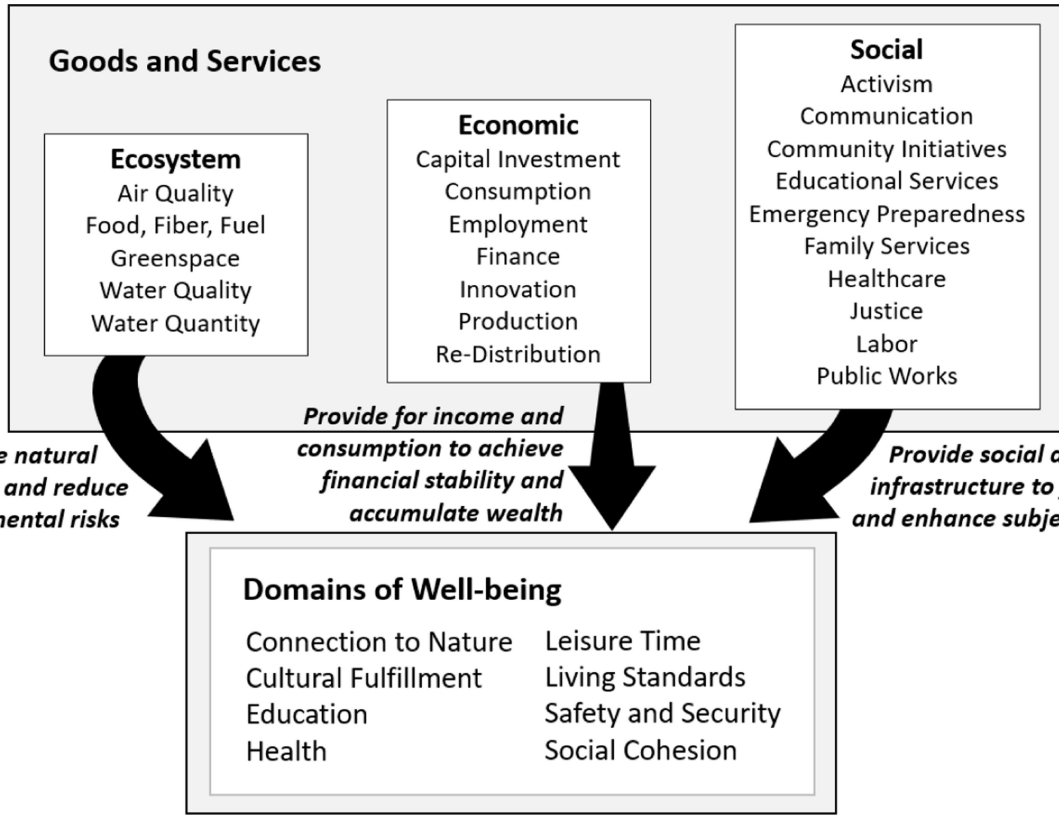 Goods and Services
Ecosystem
Air Quality
Food, Fiber, Fuel
Greenspace
Water Quality
Water Quantity
Economic
Capital Investment
Consumption
Employment
Finance
Innovation
Production
Re-Distribution
Social
Activism
Communication
Community Initiatives
Educational Services
Emergency Preparedness
Family Services
Healthcare
Justice
Labor
Public Works
natural
and reduce
risks
Provide for income and
consumption to achieve
financial stability and
accumulate wealth
Provide social
infrastructure to
and enhance
Domains of Well-being
Connection to Nature
Cultural Fulfillment
Education
Health
Leisure Time
Living Standards
Safety and Security
Social Cohesion